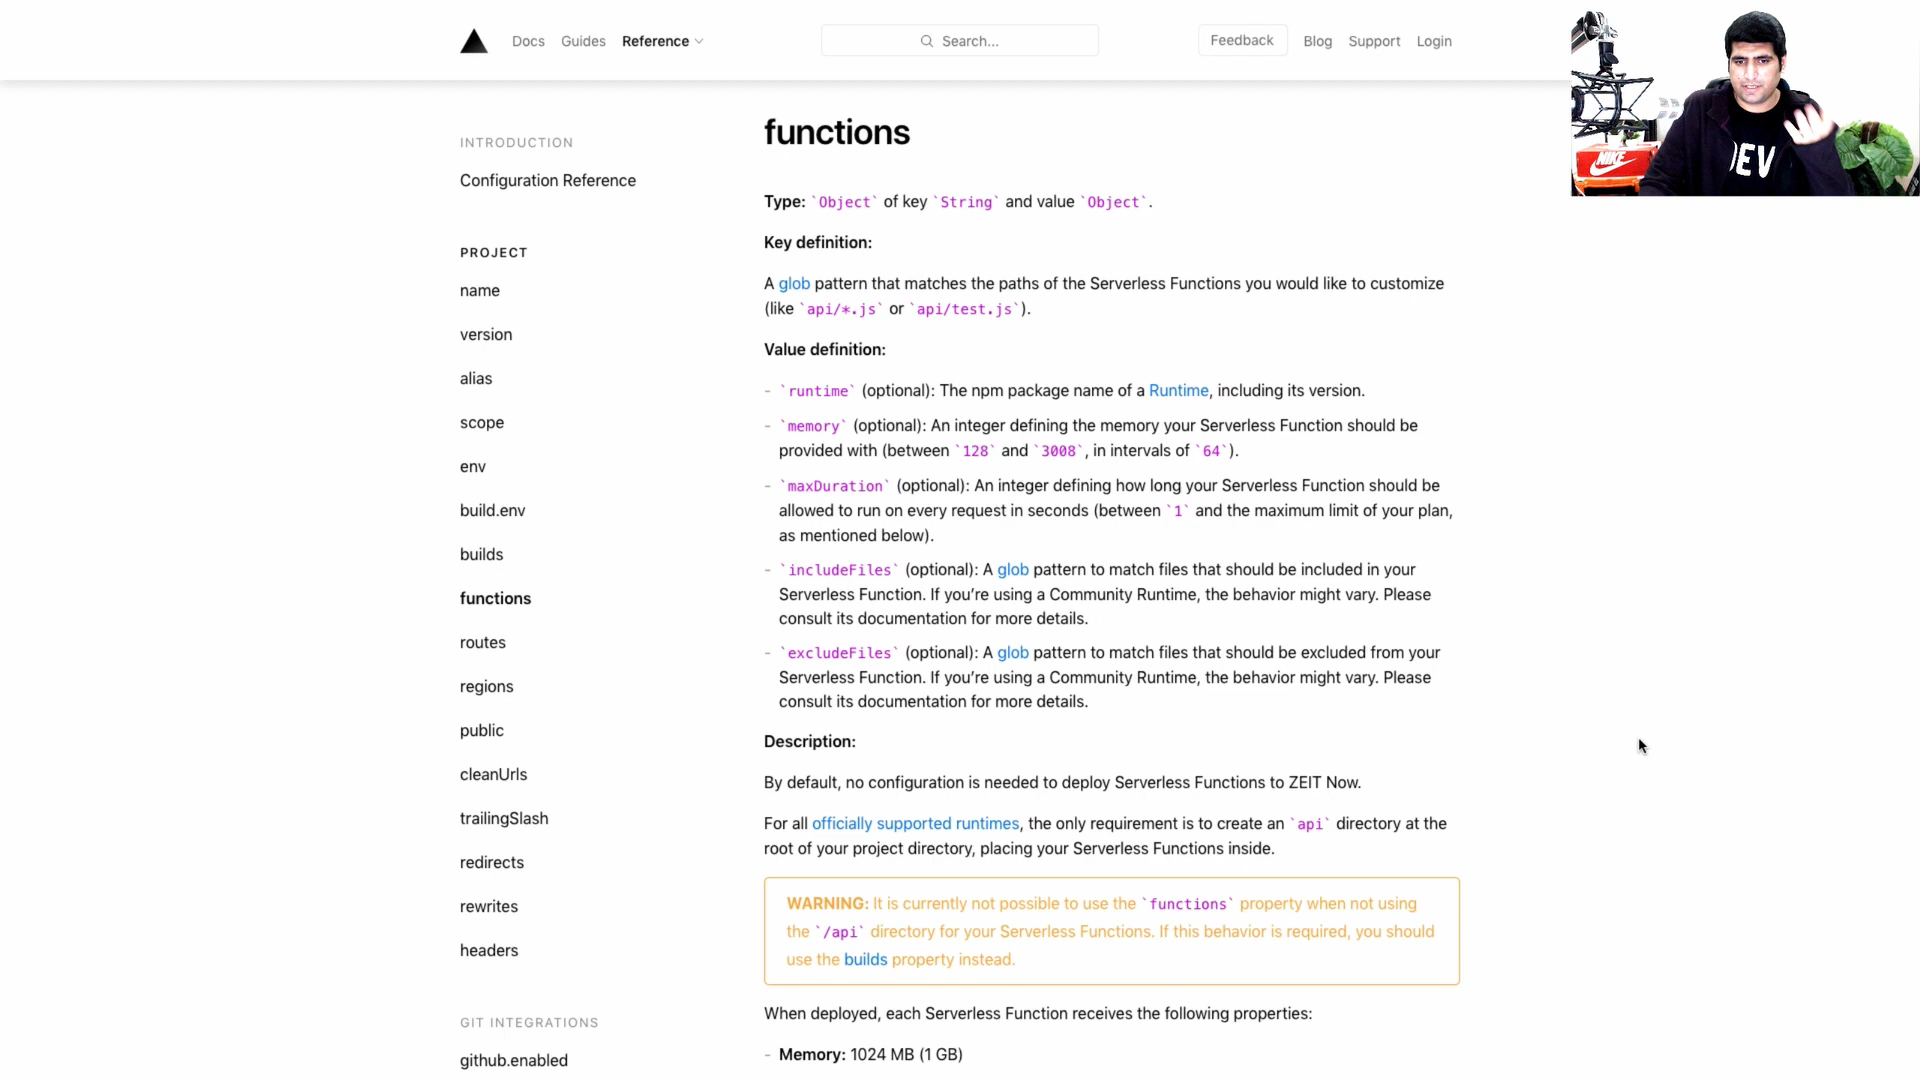 Docs Guides Reference
Search...
Feedback Blog Support Login
NIKE
DEV
INTRODUCTION
Configuration Reference
PROJECT
name
version
alias
scope
env
build.env
builds
functions
routes
regions
public
cleanUrls
trailingSlash
redirects
rewrites
headers
GIT INTEGRATIONS
github.enabled
functions
Type: `Object` of key `String` and value `Object`.
Key definition:
A glob pattern that matches the paths of the Serverless Functions you would like to customize
(like `api/*.js` or `api/test.js`).
Value definition:
- `runtime` (optional): The npm package name of a Runtime, including its version.
- `memory` (optional): An integer defining the memory your Serverless Function should be
provided with (between `128` and `3008`, in intervals of `64`).
- `maxDuration` (optional): An integer defining how long your Serverless Function should be
allowed to run on every request in seconds (between `1` and the maximum limit of your plan,
as mentioned below).
- `includeFiles` (optional): A glob pattern to match files that should be included in your
Serverless Function. If you’re using a Community Runtime, the behavior might vary. Please
consult its documentation for more details.
- `excludeFiles` (optional): A glob pattern to match files that should be excluded from your
Serverless Function. If you’re using a Community Runtime, the behavior might vary. Please
consult its documentation for more details.
Description:
By default, no configuration is needed to deploy Serverless Functions to ZEIT Now.
For all officially supported runtimes, the only requirement is to create an `api` directory at the
root of your project directory, placing your Serverless Functions inside.
WARNING: It is currently not possible to use the `functions` property when not using
the `/api` directory for your Serverless Functions. If this behavior is required, you should
use the builds property instead.
When deployed, each Serverless Function receives the following properties:
- Memory: 1024 MB (1 GB)